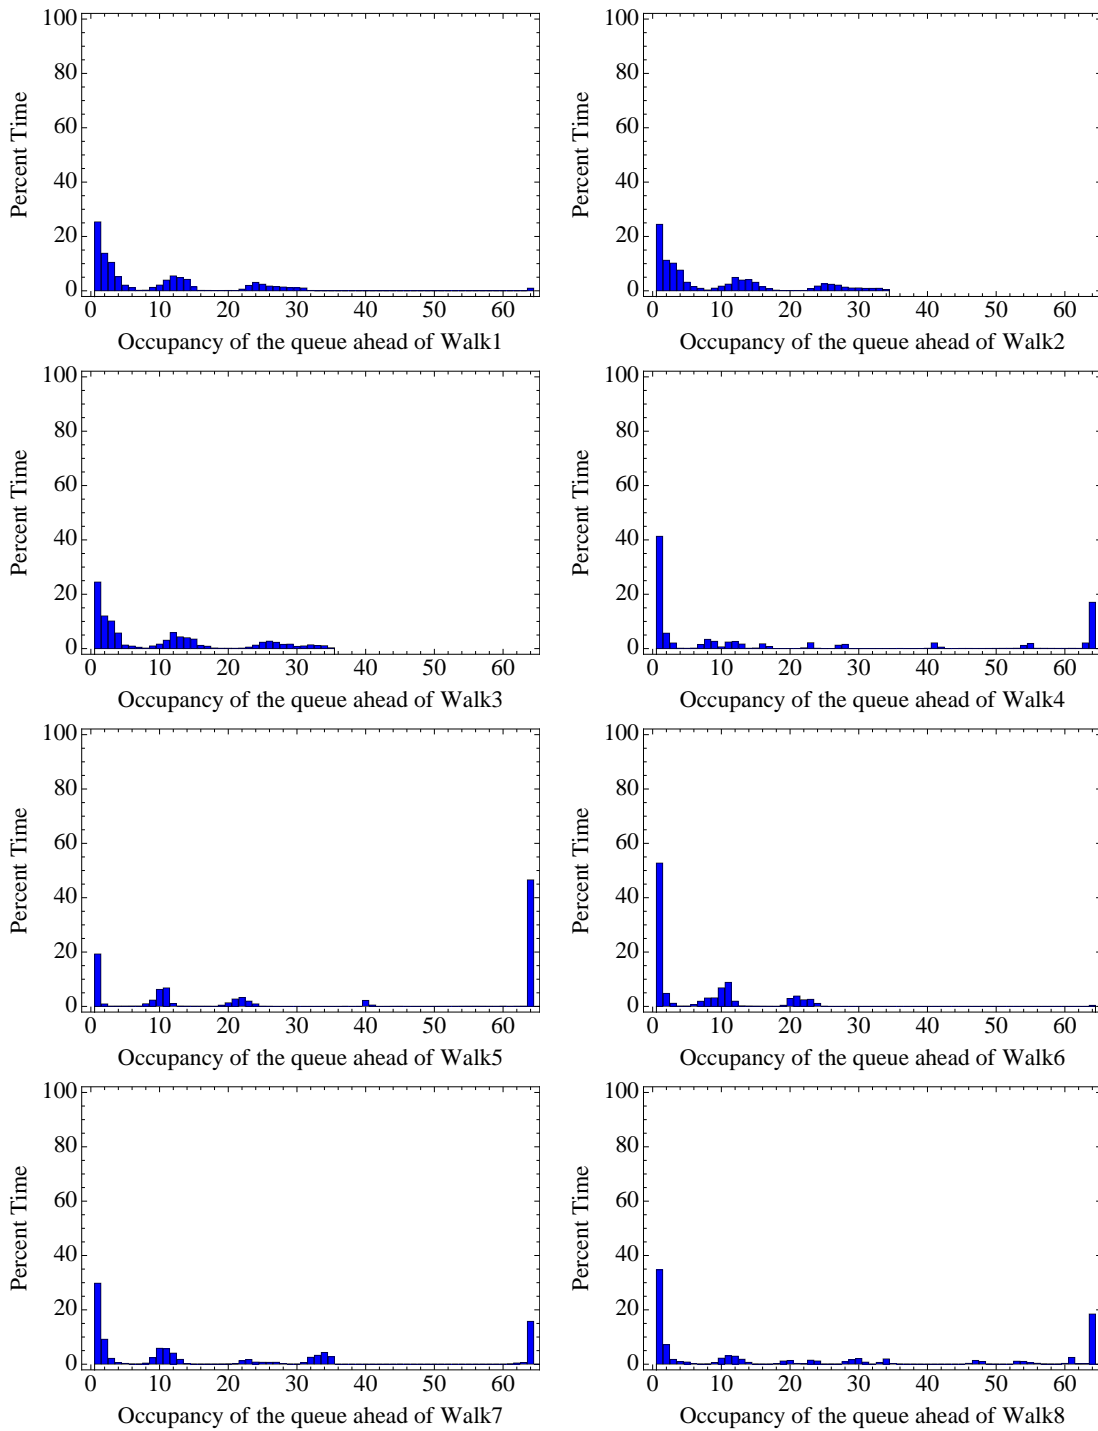 100
80
60
40
20
0
Percent Time
0 10 20 30 40 50 60
Occupancy of the queue ahead of Walk1
100
80
60
40
20
0
Percent Time
0 10 20 30 40 50 60
Occupancy of the queue ahead of Walk2
100
80
60
40
20
0
Percent Time
0 10 20 30 40 50 60
Occupancy of the queue ahead of Walk3
100
80
60
40
20
0
Percent Time
0 10 20 30 40 50 60
Occupancy of the queue ahead of Walk4
100
80
60
40
20
0
Percent Time
0 10 20 30 40 50 60
Occupancy of the queue ahead of Walk5
100
80
60
40
20
0
Percent Time
0 10 20 30 40 50 60
Occupancy of the queue ahead of Walk6
100
80
60
40
20
0
Percent Time
0 10 20 30 40 50 60
Occupancy of the queue ahead of Walk7
100
80
60
40
20
0
Percent Time
0 10 20 30 40 50 60
Occupancy of the queue ahead of Walk8